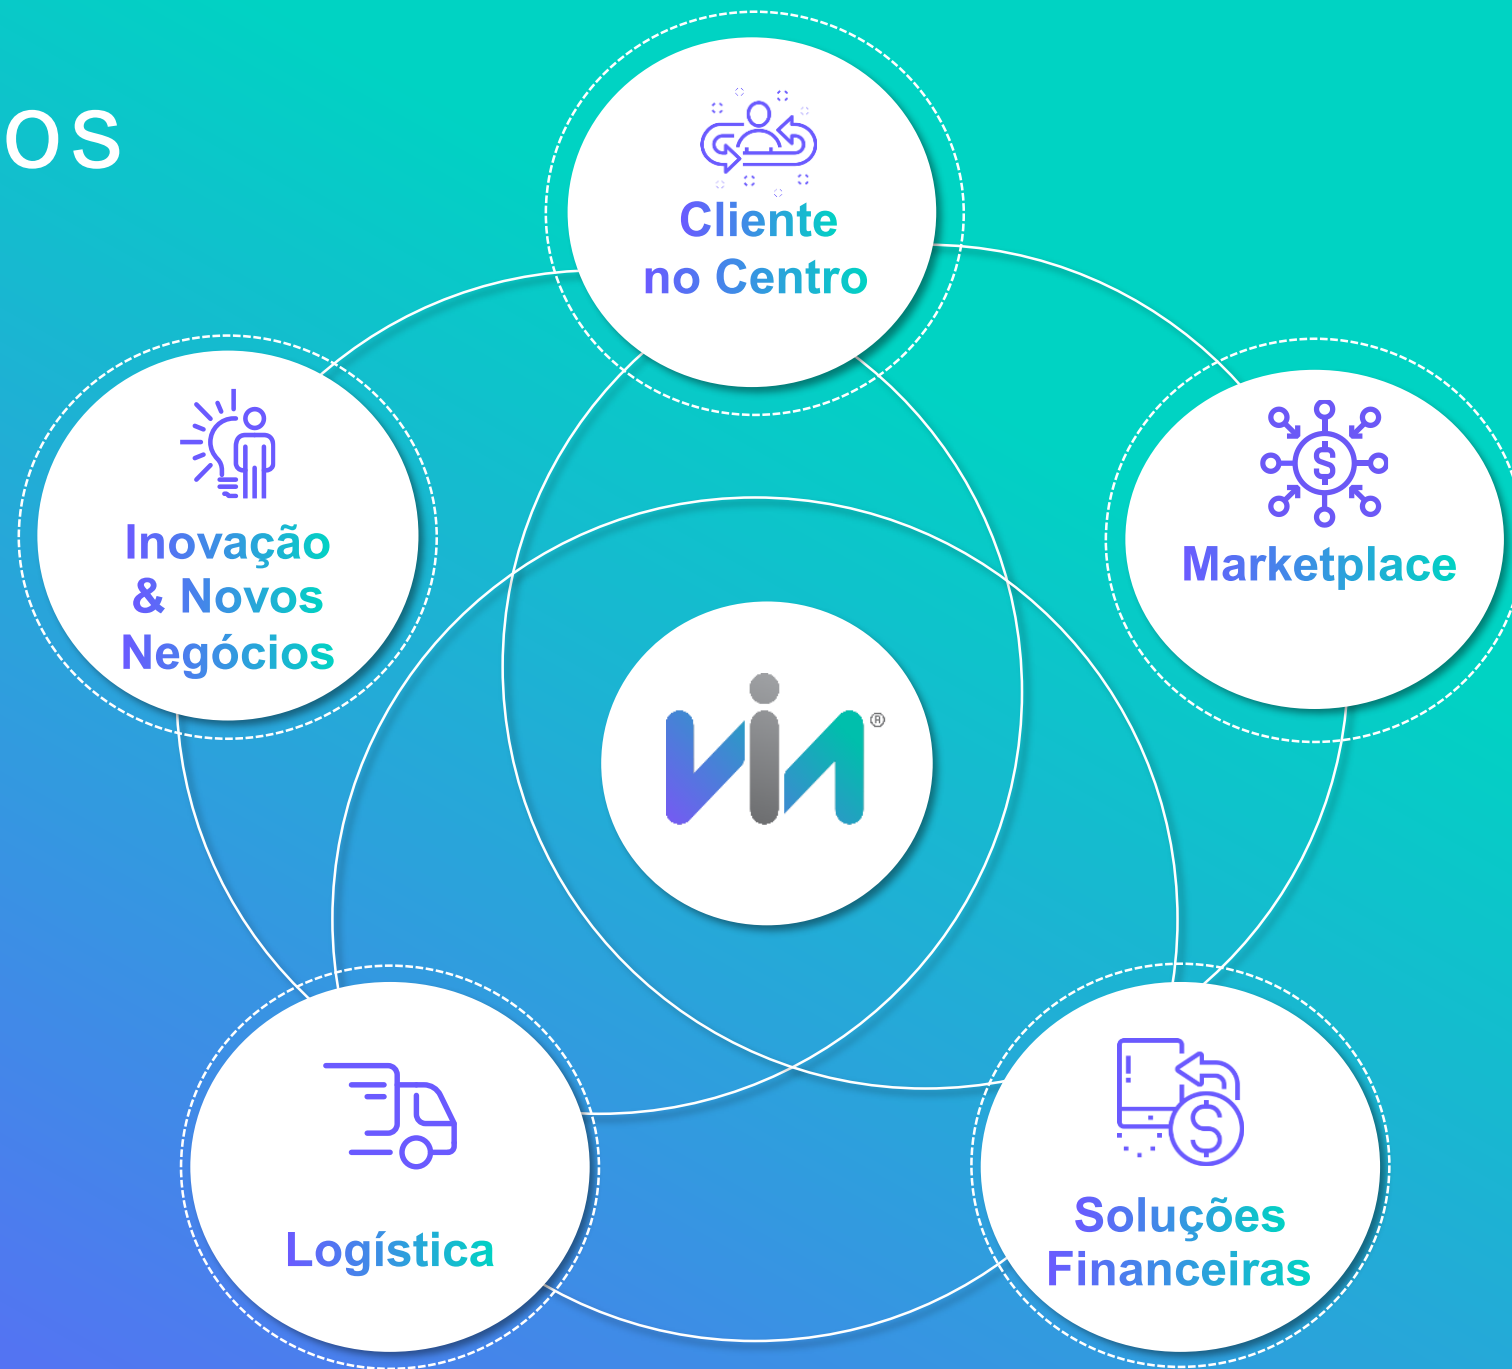 os
Cliente
no Centro
Inovação
& Novos
Negócios
Marketplace
via®
Logística
Soluções
Financeiras